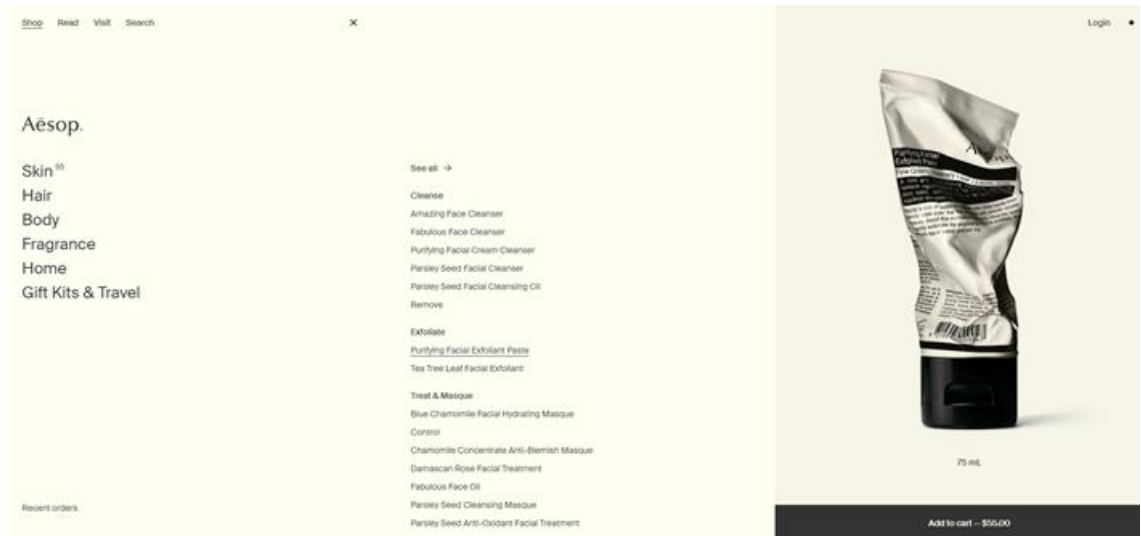 Shop Read Visit Search
Login
Aēsop.
Skin
Hair
Body
Fragrance
Home
Gift Kits & Travel
Recent orders
See all →
Cleanse
Amazing Face Cleanser
Fabulous Face Cleanser
Purifying Facial Cream Cleanser
Parsley Seed Facial Cleanser
Parsley Seed Facial Cleansing Oil
Remove
Exfoliate
Purifying Facial Exfoliant Paste
Tea Tree Leaf Facial Exfoliant
Treat & Masque
Blue Chamomile Facial Hydrating Masque
Control
Chamomile Concentrate Anti-Blemish Masque
Damascan Rose Facial Treatment
Fabulous Face Oil
Parsley Seed Cleansing Masque
Parsley Seed Anti-Oxidant Facial Treatment
Purifying Facial
Exfoliant Paste
75 mL
Add to cart — $55.00